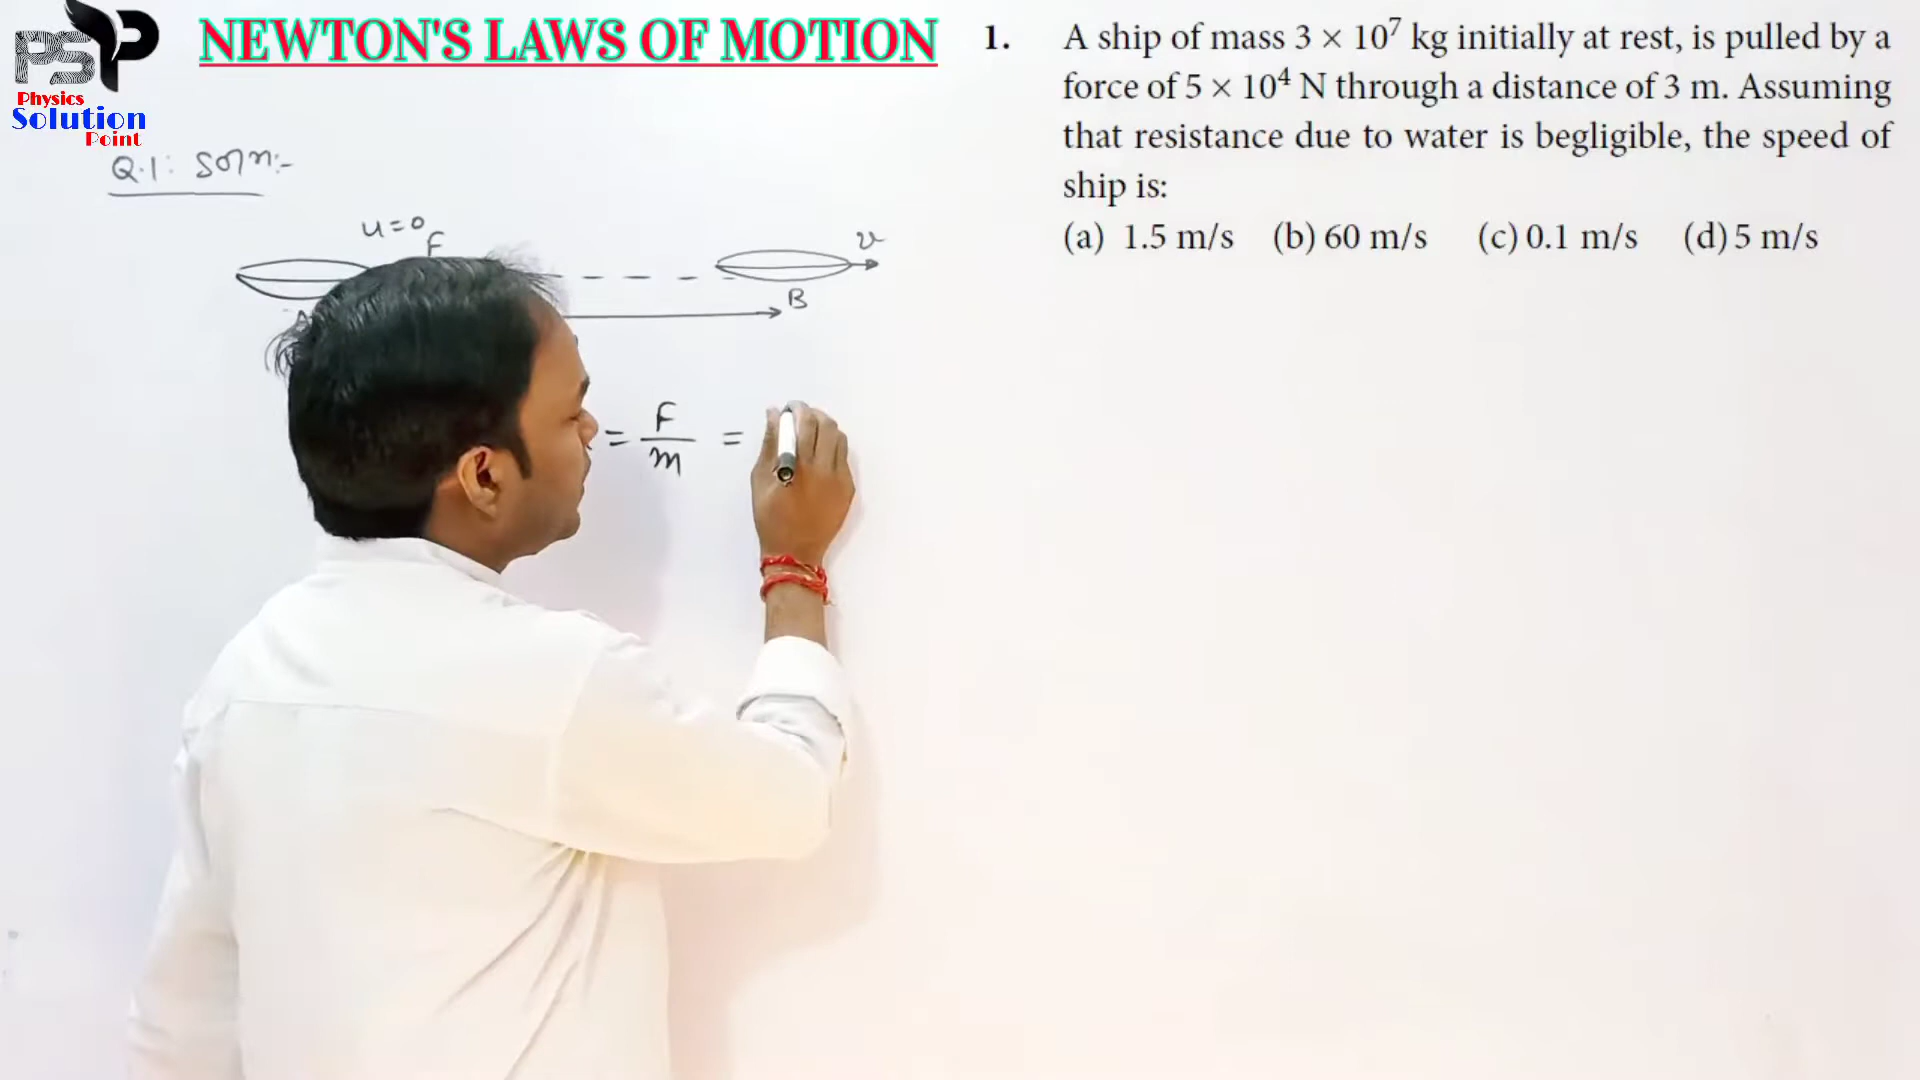 PSP
Physics
Solution
Point
NEWTON'S LAWS OF MOTION
Q.1: Soln:-
u=0
F
v
B
= F/m =
1. A ship of mass 3 × 10⁷ kg initially at rest, is pulled by a
force of 5 × 10⁴ N through a distance of 3 m. Assuming
that resistance due to water is begligible, the speed of
ship is:
(a) 1.5 m/s (b) 60 m/s (c) 0.1 m/s (d) 5 m/s